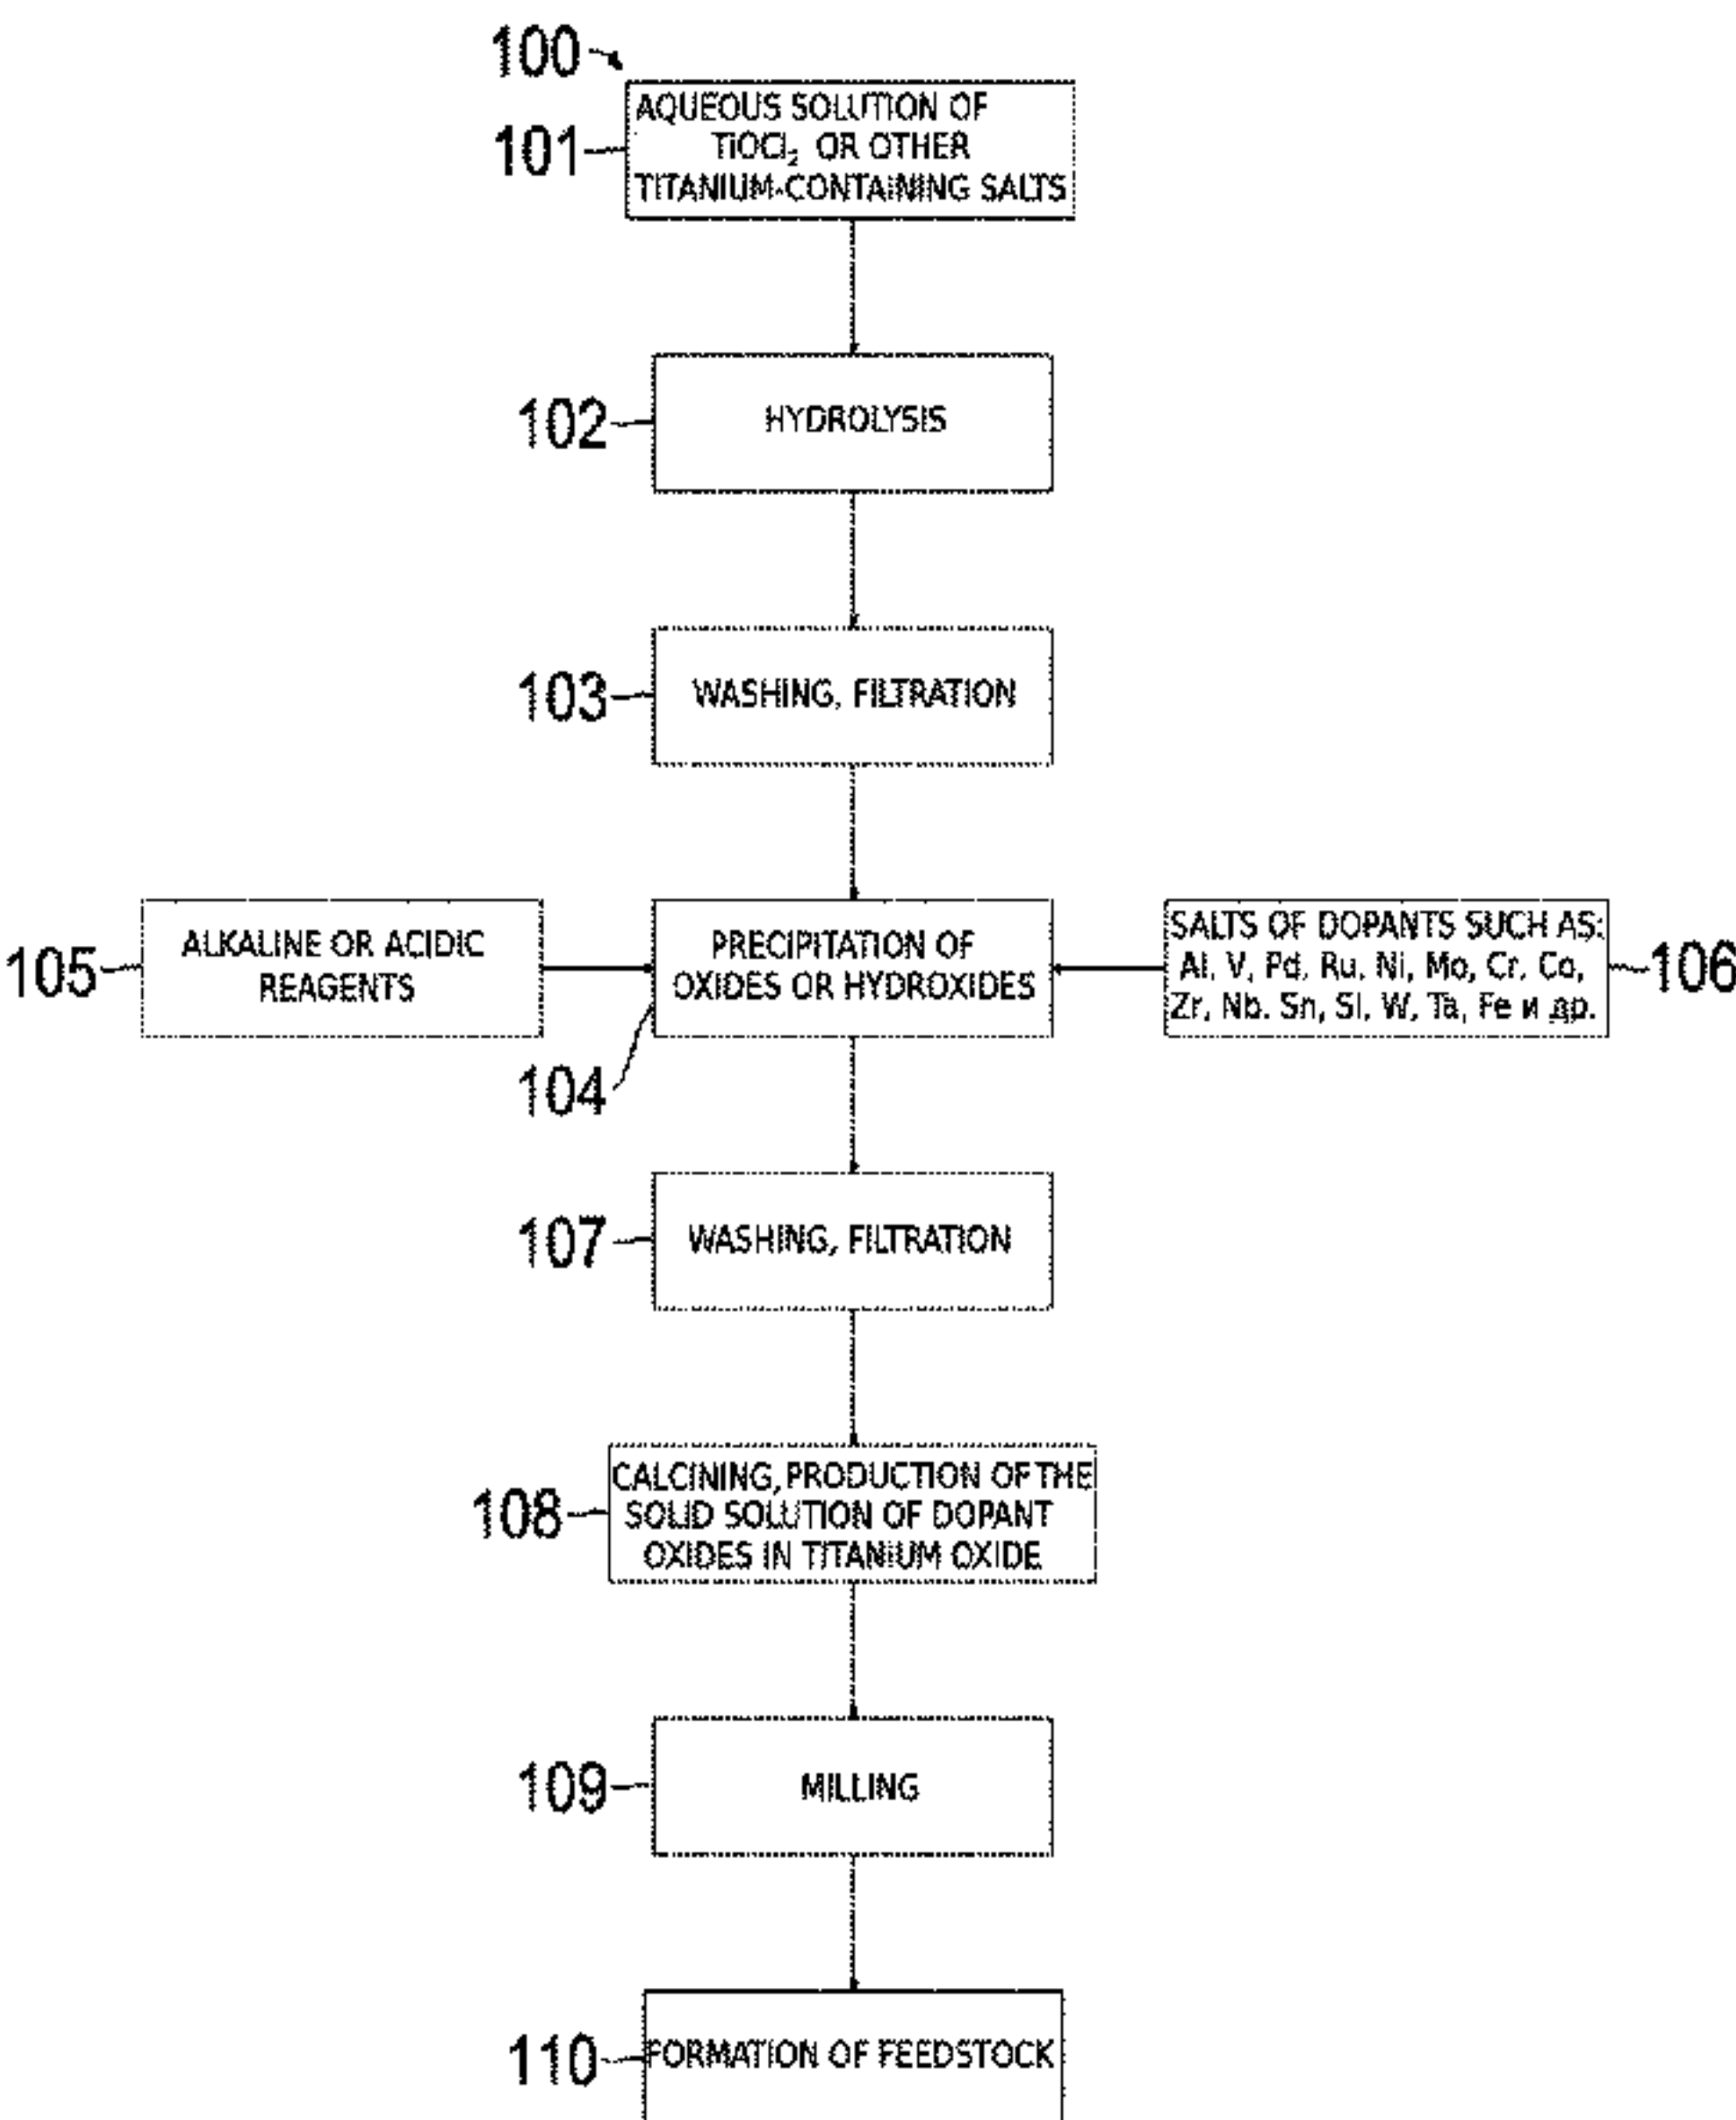 100
AQUEOUS SOLUTION OF
101
TiOCl₂ OR OTHER
TITANIUM-CONTAINING SALTS
102
HYDROLYSIS
103
WASHING, FILTRATION
105
ALKALINE OR ACIDIC
REAGENTS
PRECIPITATION OF
OXIDES OR HYDROXIDES
104
SALTS OF DOPANTS SUCH AS:
Al, V, Pd, Ru, Ni, Mo, Cr, Co,
Zr, Nb. Sn, Si, W, Ta, Fe и др.
106
107
WASHING, FILTRATION
108
CALCINING, PRODUCTION OF THE
SOLID SOLUTION OF DOPANT
OXIDES IN TITANIUM OXIDE
109
MILLING
110
FORMATION OF FEEDSTOCK